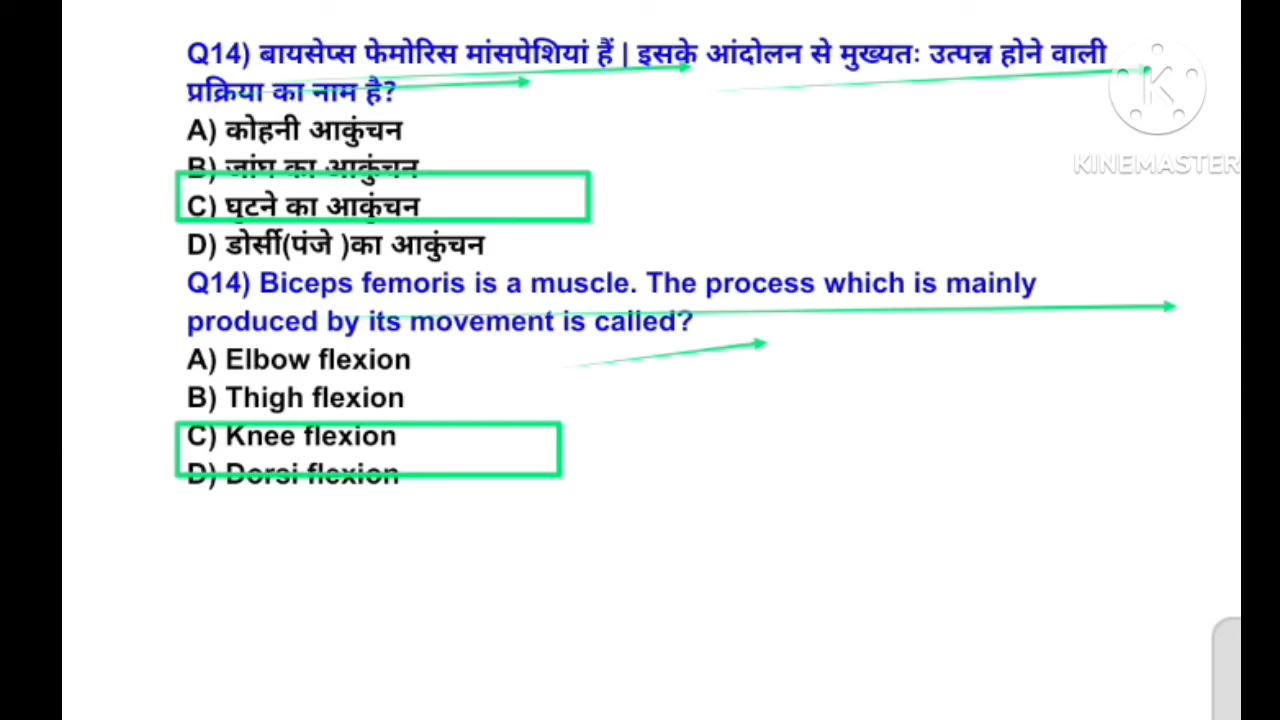 Q14) बायसेप्स फेमोरिस मांसपेशियां हैं | इसके आंदोलन से मुख्यतः उत्पन्न होने वाली
प्रक्रिया का नाम है?
A) कोहनी आकुंचन
B) जांघ का आकुंचन
C) घुटने का आकुंचन
D) डोर्सी(पंजे )का आकुंचन
Q14) Biceps femoris is a muscle. The process which is mainly
produced by its movement is called?
A) Elbow flexion
B) Thigh flexion
C) Knee flexion
D) Dorsi flexion
K
KINEMASTER